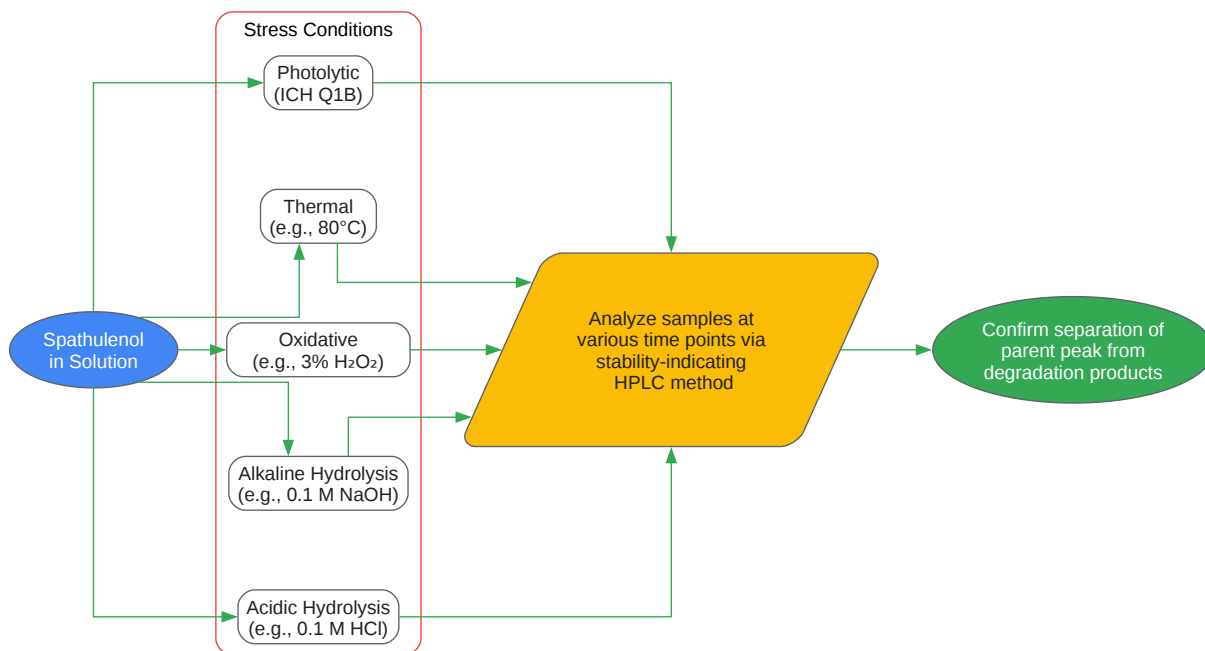 Stress Conditions
Photolytic
(ICH Q1B)
Thermal
(e.g., 80°C)
Spathulenol
in Solution
Oxidative
(e.g., 3% H₂O₂)
Analyze samples at
various time points via
stability-indicating
HPLC method
Confirm separation of
parent peak from
degradation products
Alkaline Hydrolysis
(e.g., 0.1 M NaOH)
Acidic Hydrolysis
(e.g., 0.1 M HCl)